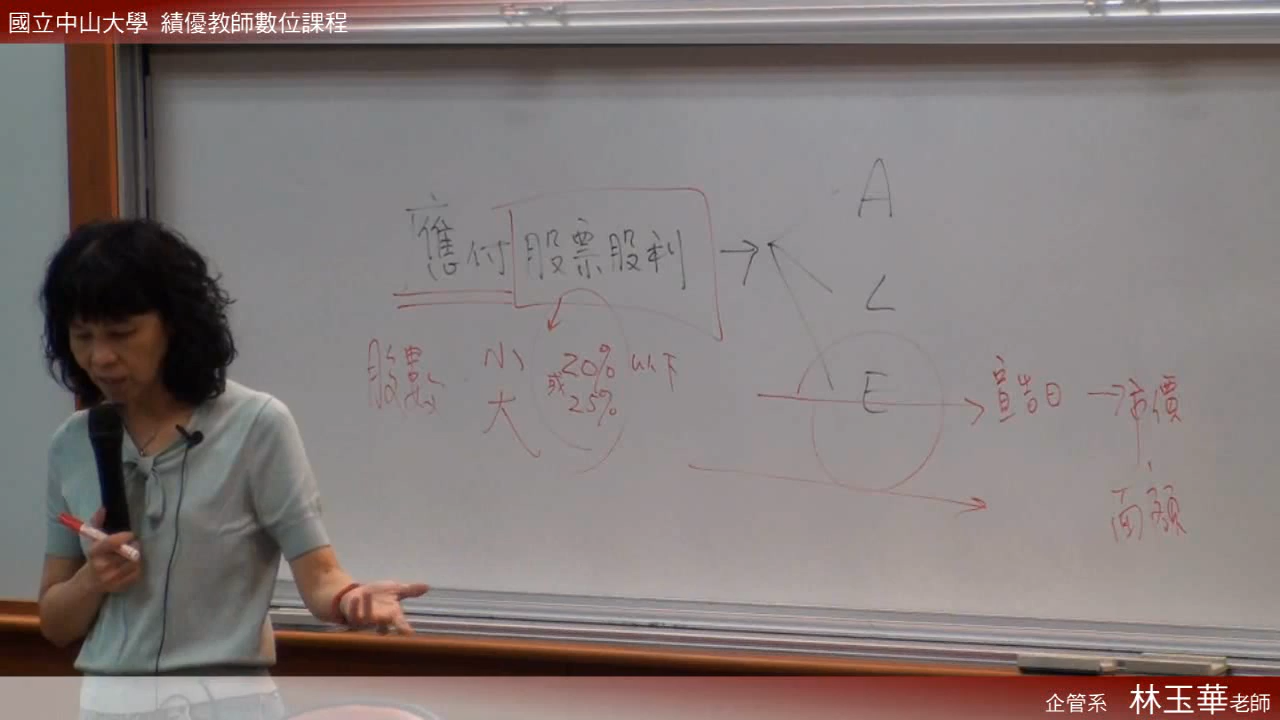 國立中山大學 績優教師數位課程
A
應付股票股利 →
L
股數 小 20% 以下
或
大 25%
E
宣告日 → 市價
面額
企管系 林玉華老師